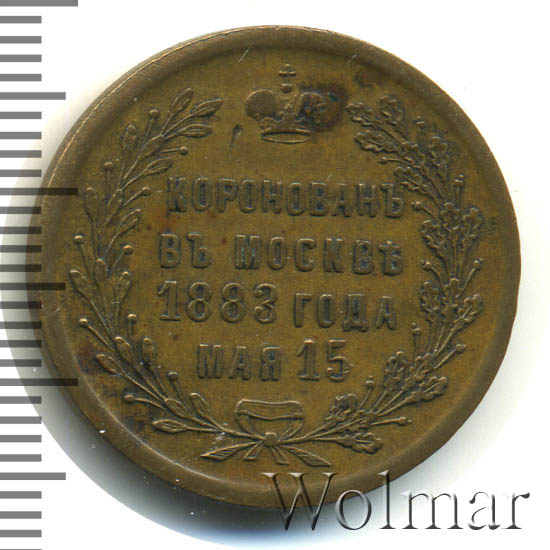 КОРОНОВАНЪ
ВЪ МОСКВѢ
1883 ГОДА
МАЯ 15
Wolmar